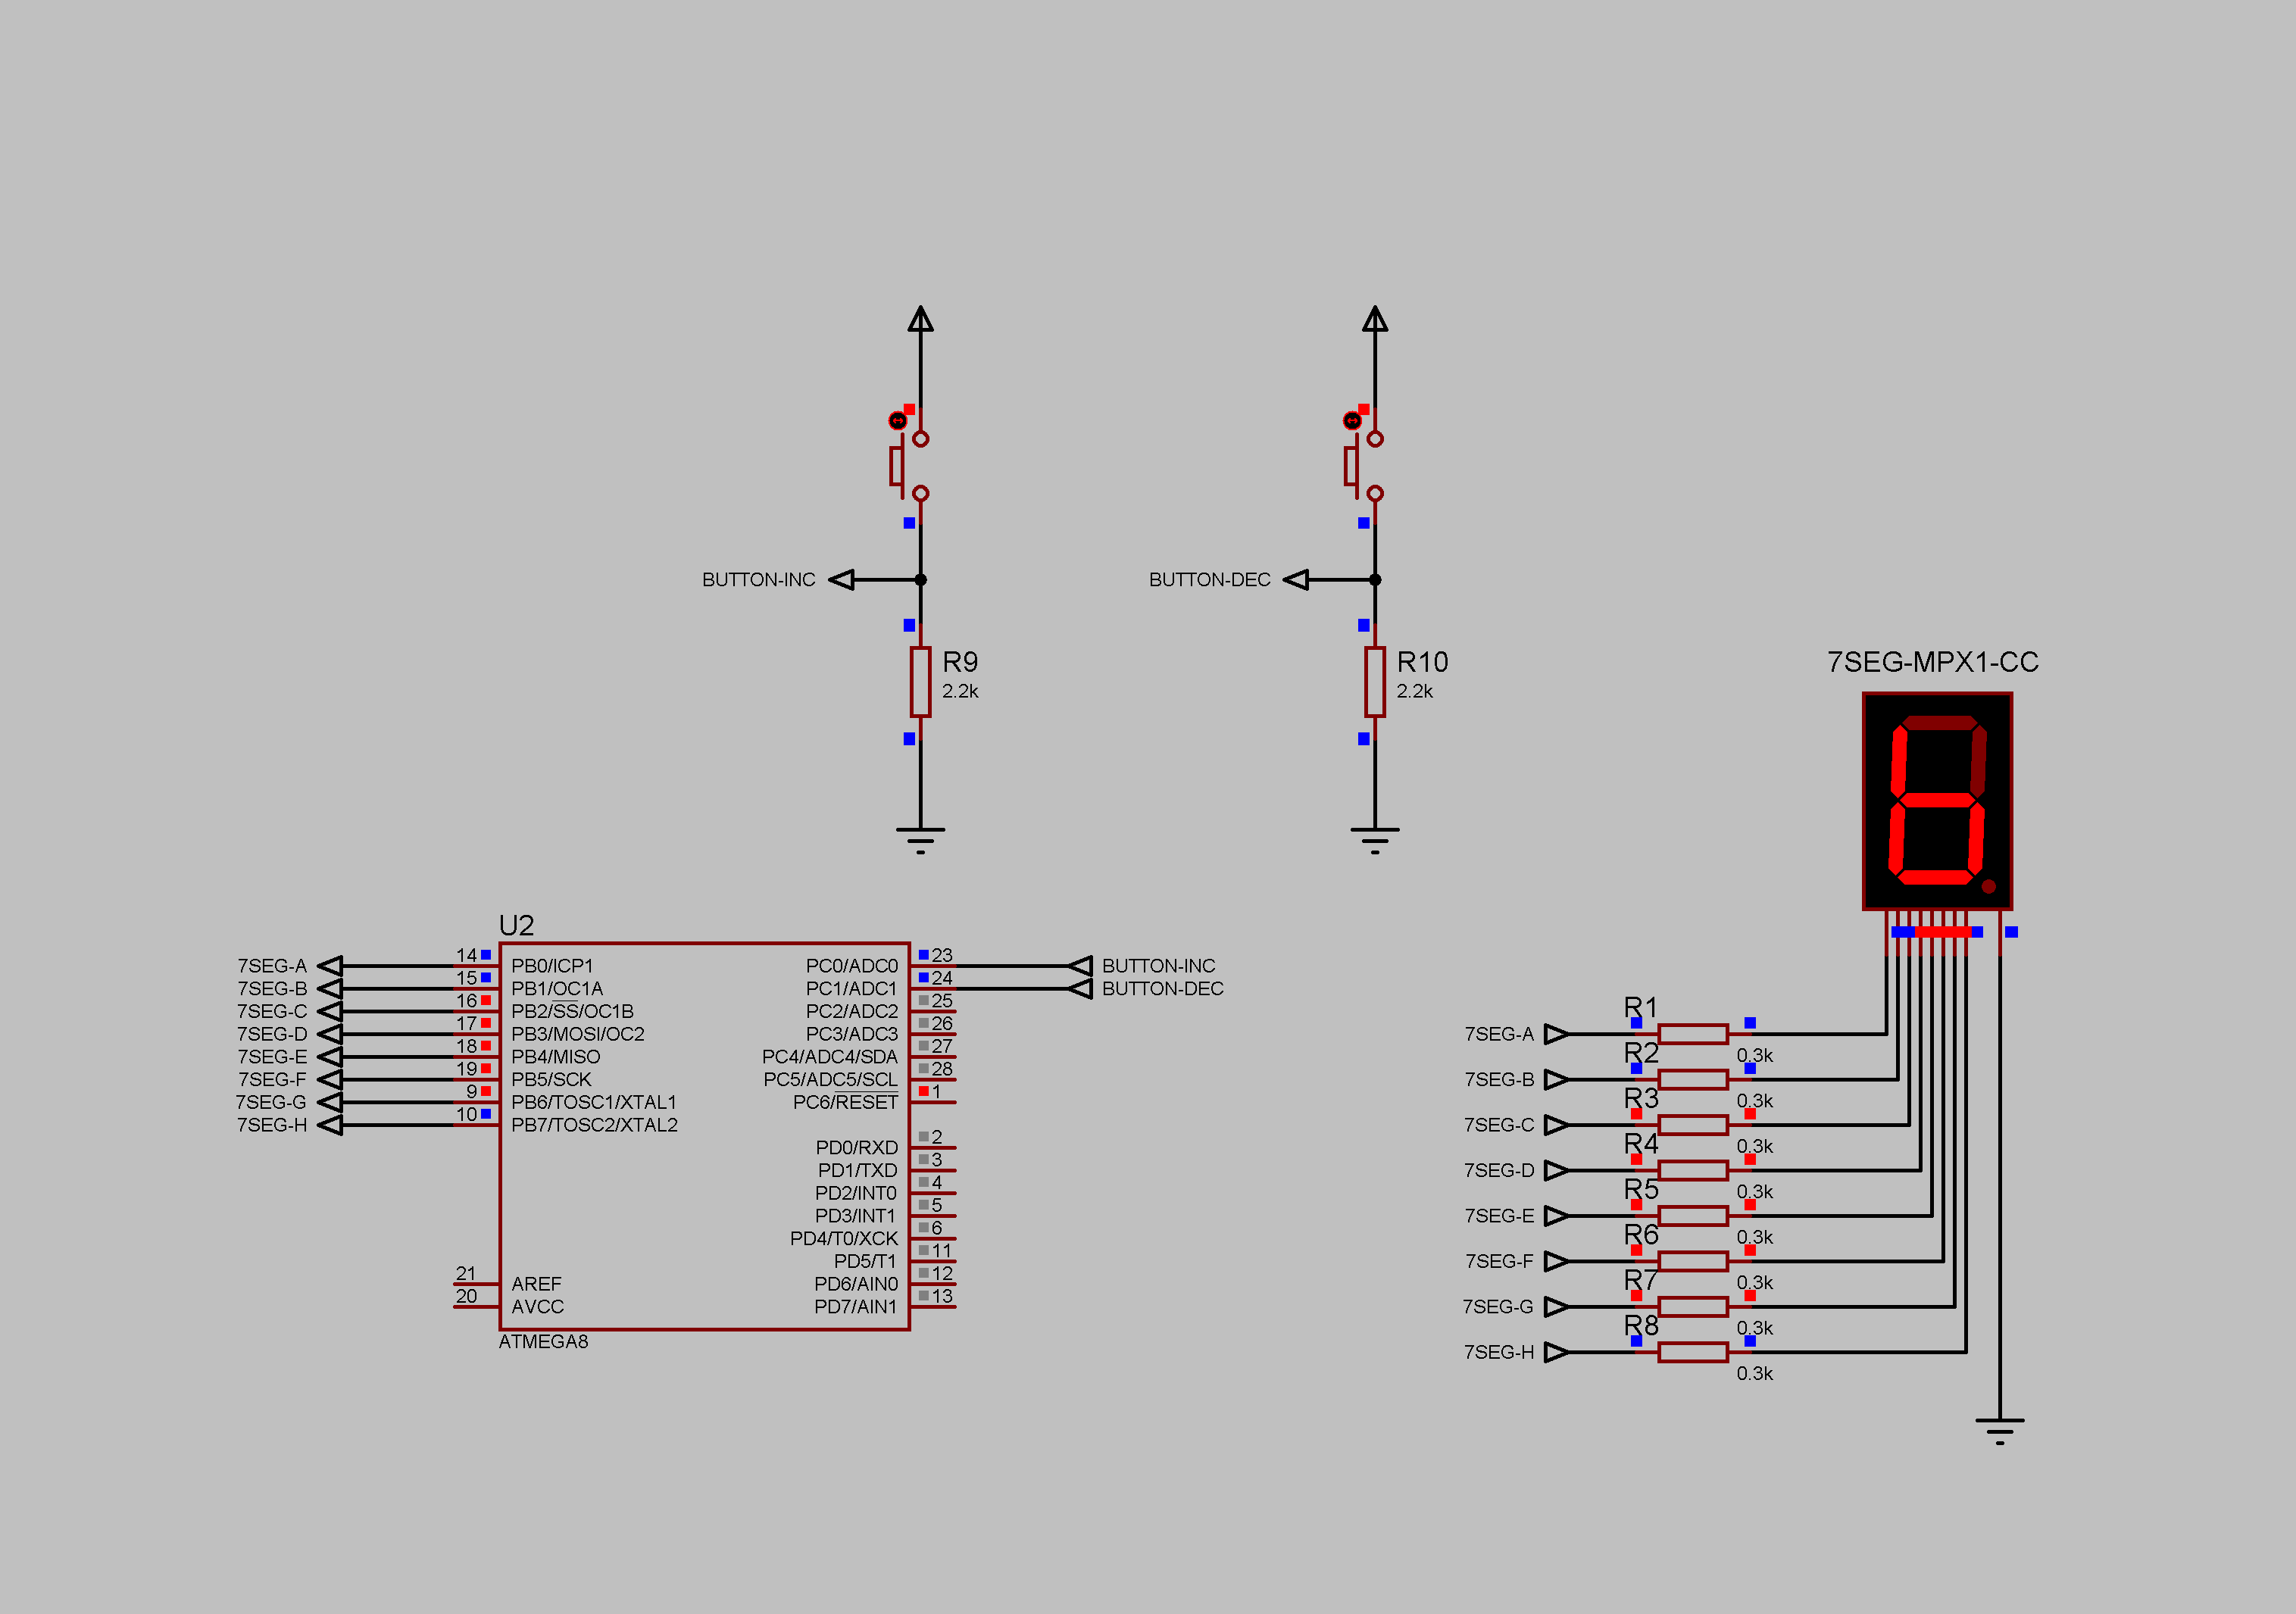 BUTTON-INC
R9
2.2k
BUTTON-DEC
R10
2.2k
7SEG-MPX1-CC
U2
7SEG-A
7SEG-B
7SEG-C
7SEG-D
7SEG-E
7SEG-F
7SEG-G
7SEG-H
14
15
16
17
18
19
9
10
21
20
PB0/ICP1
PB1/OC1A
PB2/SS/OC1B
PB3/MOSI/OC2
PB4/MISO
PB5/SCK
PB6/TOSC1/XTAL1
PB7/TOSC2/XTAL2
AREF
AVCC
PC0/ADC0
PC1/ADC1
PC2/ADC2
PC3/ADC3
PC4/ADC4/SDA
PC5/ADC5/SCL
PC6/RESET
PD0/RXD
PD1/TXD
PD2/INT0
PD3/INT1
PD4/T0/XCK
PD5/T1
PD6/AIN0
PD7/AIN1
23
24
25
26
27
28
1
2
3
4
5
6
11
12
13
BUTTON-INC
BUTTON-DEC
ATMEGA8
R1
7SEG-A
0.3k
R2
7SEG-B
0.3k
R3
7SEG-C
0.3k
R4
7SEG-D
0.3k
R5
7SEG-E
0.3k
R6
7SEG-F
0.3k
R7
7SEG-G
0.3k
R8
7SEG-H
0.3k